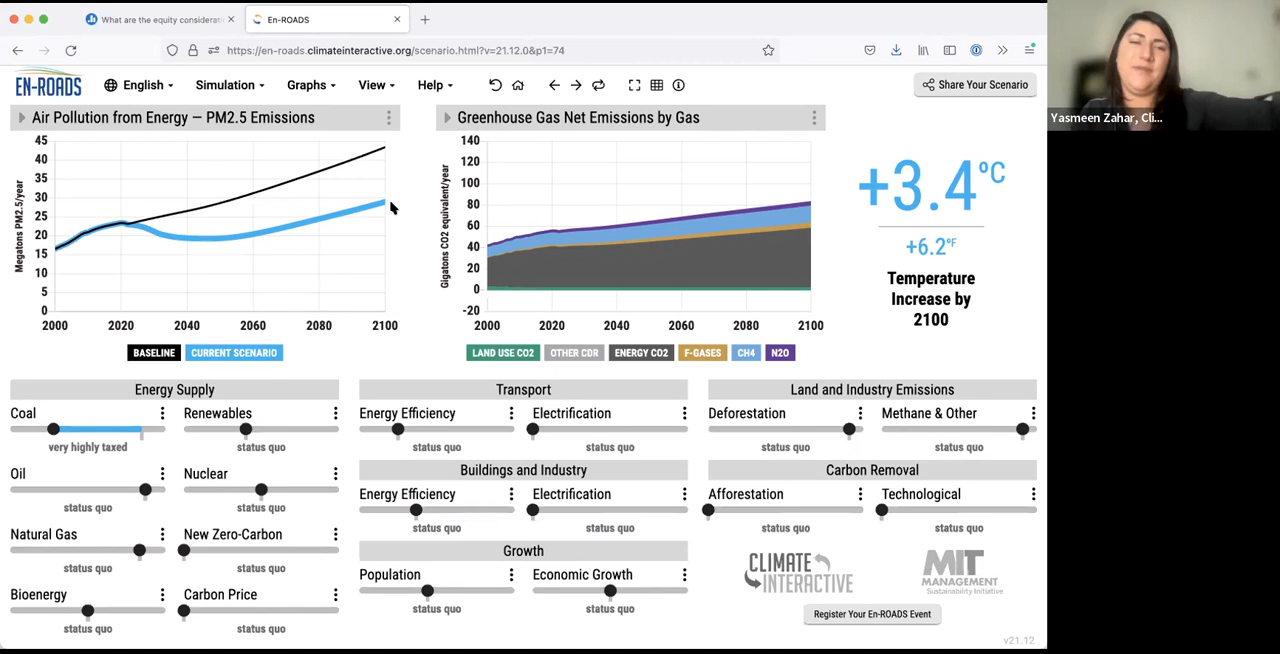 What are the equity considerati
En-ROADS
https://en-roads.climateinteractive.org/scenario.html?v=21.12.0&p1=74
EN-ROADS
English
Simulation
Graphs
View
Help
Share Your Scenario
Yasmeen Zahar, Cli...
Air Pollution from Energy — PM2.5 Emissions
Megatons PM2.5/year
45
40
35
30
25
20
15
10
5
0
2000
2020
2040
2060
2080
2100
BASELINE
CURRENT SCENARIO
Greenhouse Gas Net Emissions by Gas
Gigatons CO2 equivalent/year
140
120
100
80
60
40
20
0
-20
2000
2020
2040
2060
2080
2100
LAND USE CO2
OTHER CDR
ENERGY CO2
F-GASES
CH4
N2O
+3.4°C
+6.2°F
Temperature
Increase by
2100
Energy Supply
Coal
very highly taxed
Renewables
status quo
Oil
status quo
Nuclear
status quo
Natural Gas
status quo
New Zero-Carbon
status quo
Bioenergy
status quo
Carbon Price
status quo
Transport
Energy Efficiency
status quo
Electrification
status quo
Buildings and Industry
Energy Efficiency
status quo
Electrification
status quo
Growth
Population
status quo
Economic Growth
status quo
Land and Industry Emissions
Deforestation
status quo
Methane & Other
status quo
Carbon Removal
Afforestation
status quo
Technological
status quo
CLIMATE
INTERACTIVE
MIT
MANAGEMENT
Sustainability Initiative
Register Your En-ROADS Event
v21.12